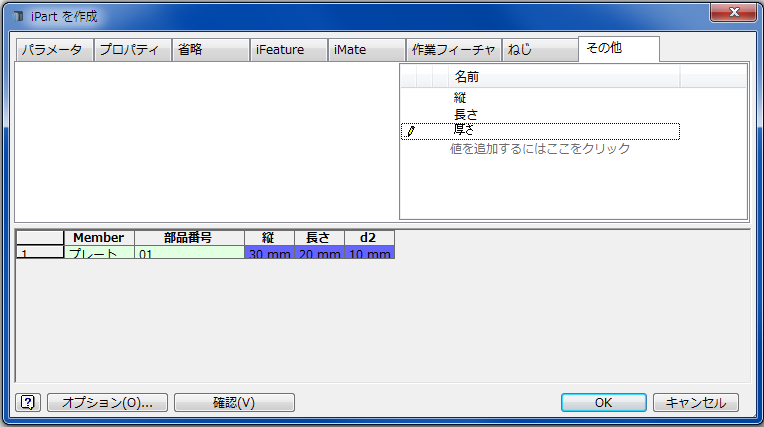 iPart を作成
パラメータ プロパティ 省略 iFeature iMate 作業フィーチャ ねじ その他
名前
縦
長さ
厚さ
値を追加するにはここをクリック
Member 部品番号 縦 長さ d2
1 プレート 01 30 mm 20 mm 10 mm
オプション(O)... 確認(V) OK キャンセル